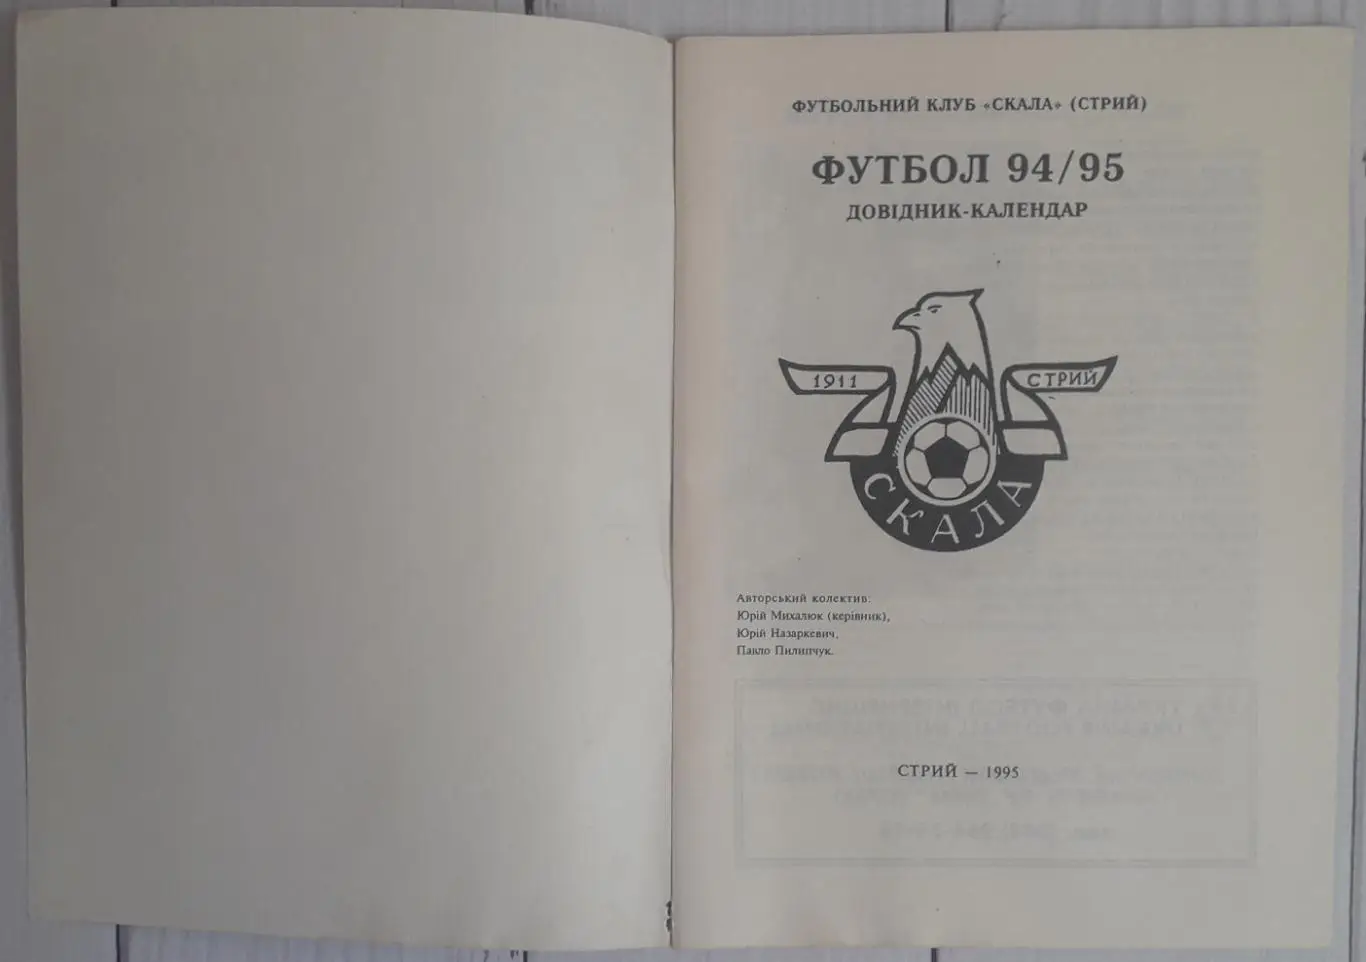 ФУТБОЛЬНИЙ КЛУБ «СКАЛА» (СТРИЙ)
ФУТБОЛ 94/95
ДОВІДНИК-КАЛЕНДАР
1911
СТРИЙ
СКАЛА
Авторський колектив:
Юрій Михалюк (керівник),
Юрій Назаркевич,
Павло Пилипчук.
СТРИЙ — 1995